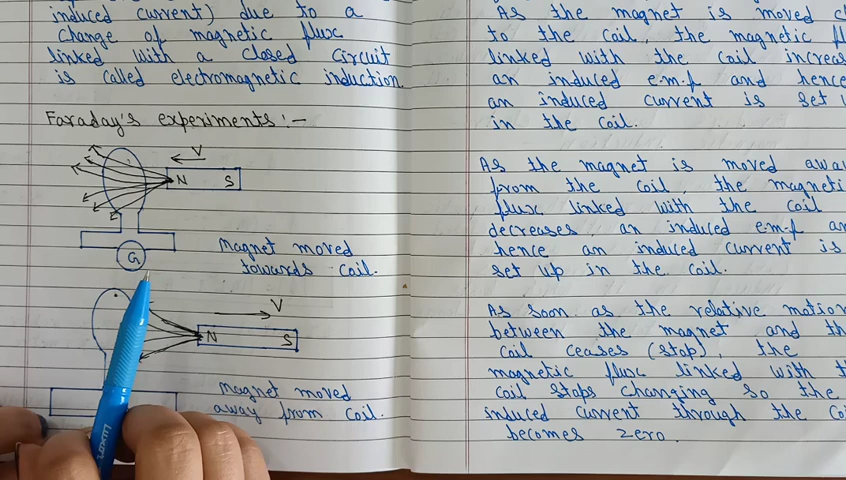 induced current) due to a
change of magnetic flux
linked with a closed circuit
is called electromagnetic induction.
Faraday's experiments :-
V
N S
G
magnet moved
towards coil.
V
N S
magnet moved
away from coil.
As the magnet is moved
to the coil, the magnetic
linked with the coil
an induced e.m.f and hence
an induced current is set
in the coil.
As the magnet is moved
from the coil, the
flux linked with the coil
decreases, an induced e.m.f
hence an induced current is
set up in the coil.
As soon as the relative motion
between the magnet and
coil ceases (stop), the
magnetic flux linked with
coil stops changing so the
induced current through the
becomes zero.
Luxor